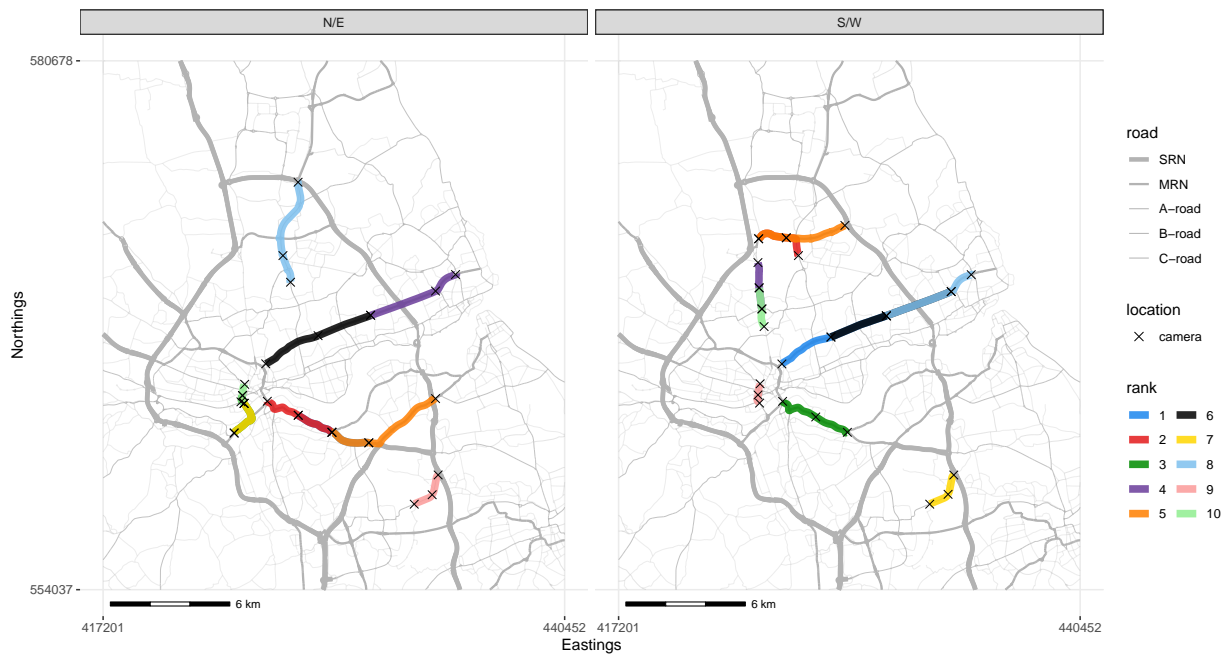 N/E
S/W
580678
554037
Northings
6 km
6 km
417201
440452
417201
440452
Eastings
road
SRN
MRN
A−road
B−road
C−road
location
camera
rank
1
6
2
7
3
8
4
9
5
10